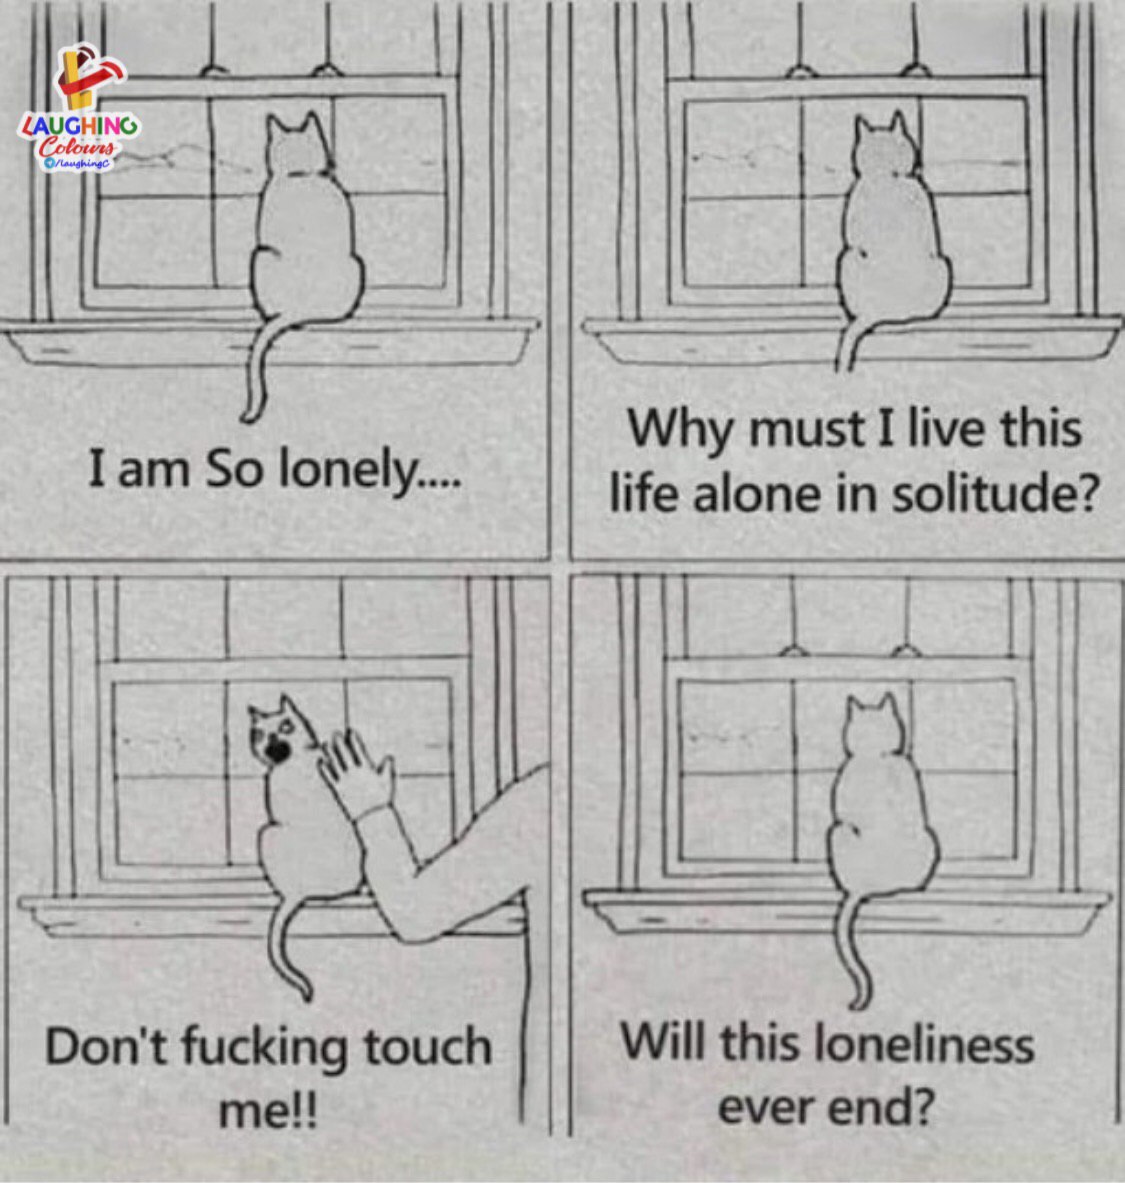 LAUGHING
Colours
/laughingC
I am So lonely....
Why must I live this
life alone in solitude?
Don't fucking touch
me!!
Will this loneliness
ever end?